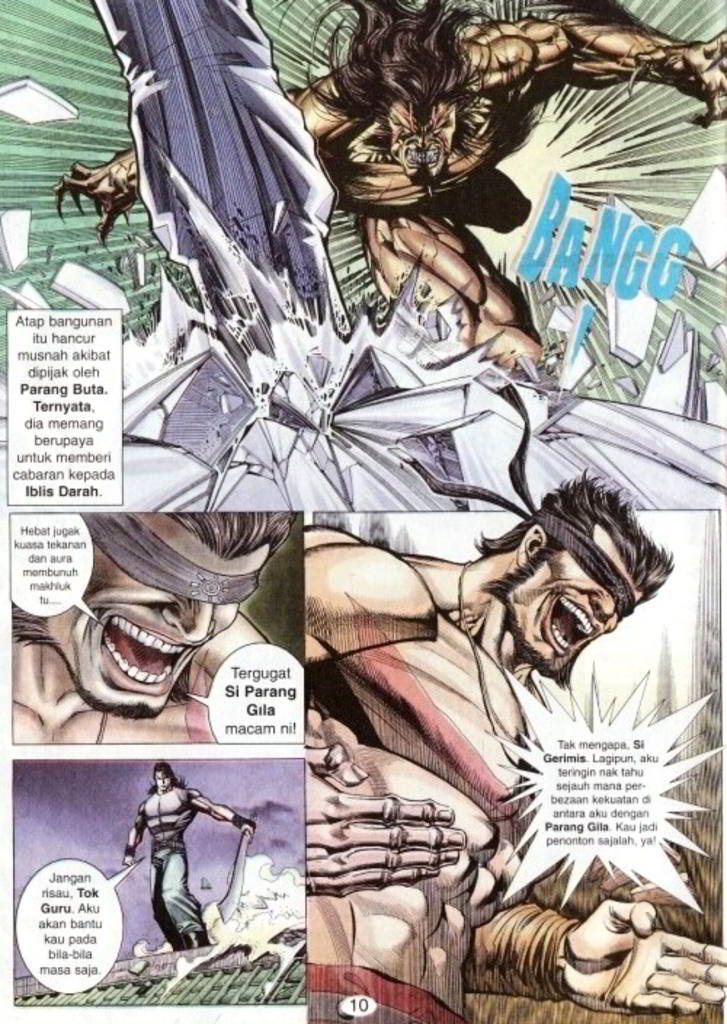 BANGG!
Atap bangunan
itu hancur
musnah akibat
dipijak oleh
Parang Buta.
Ternyata,
dia memang
berupaya
untuk memberi
cabaran kepada
Iblis Darah.
Hebat jugak
kuasa tekanan
dan aura
membunuh
makhluk
tu....
Tergugat
Si Parang
Gila
macam ni!
Tak mengapa, Si
Gerimis. Lagipun, aku
teringin nak tahu
sejauh mana per-
bezaan kekuatan di
antara aku dengan
Parang Gila. Kau jadi
penonton sajalah, ya!
Jangan
risau, Tok
Guru. Aku
akan bantu
kau pada
bila-bila
masa saja.
10